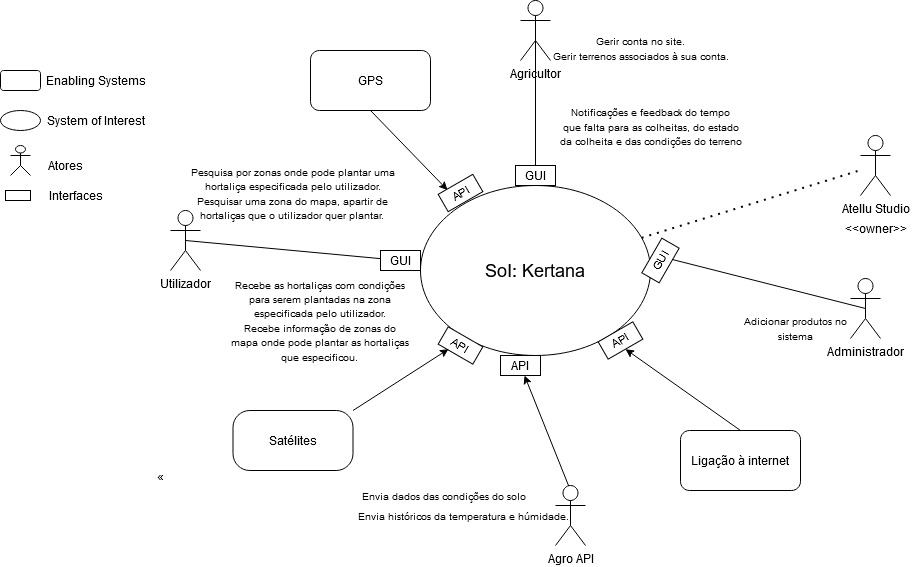 Agricultor
Gerir conta no site.
Gerir terrenos associados à sua conta.
Enabling Systems
System of Interest
Atores
Interfaces
GPS
Notificações e feedback do tempo
que falta para as colheitas, do estado
da colheita e das condições do terreno
Pesquisa por zonas onde pode plantar uma
hortaliça especificada pelo utilizador.
Pesquisar uma zona do mapa, apartir de
hortaliças que o utilizador quer plantar.
API
GUI
Atellu Studio
<<owner>>
Utilizador
GUI
GUI
SoI: Kertana
Recebe as hortaliças com condições
para serem plantadas na zona
especificada pelo utilizador.
Recebe informação de zonas do
mapa onde pode plantar as hortaliças
que especificou.
Adicionar produtos no
sistema
Administrador
API
API
API
Satélites
Ligação à internet
«
Envia dados das condições do solo
Envia históricos da temperatura e húmidade.
Agro API